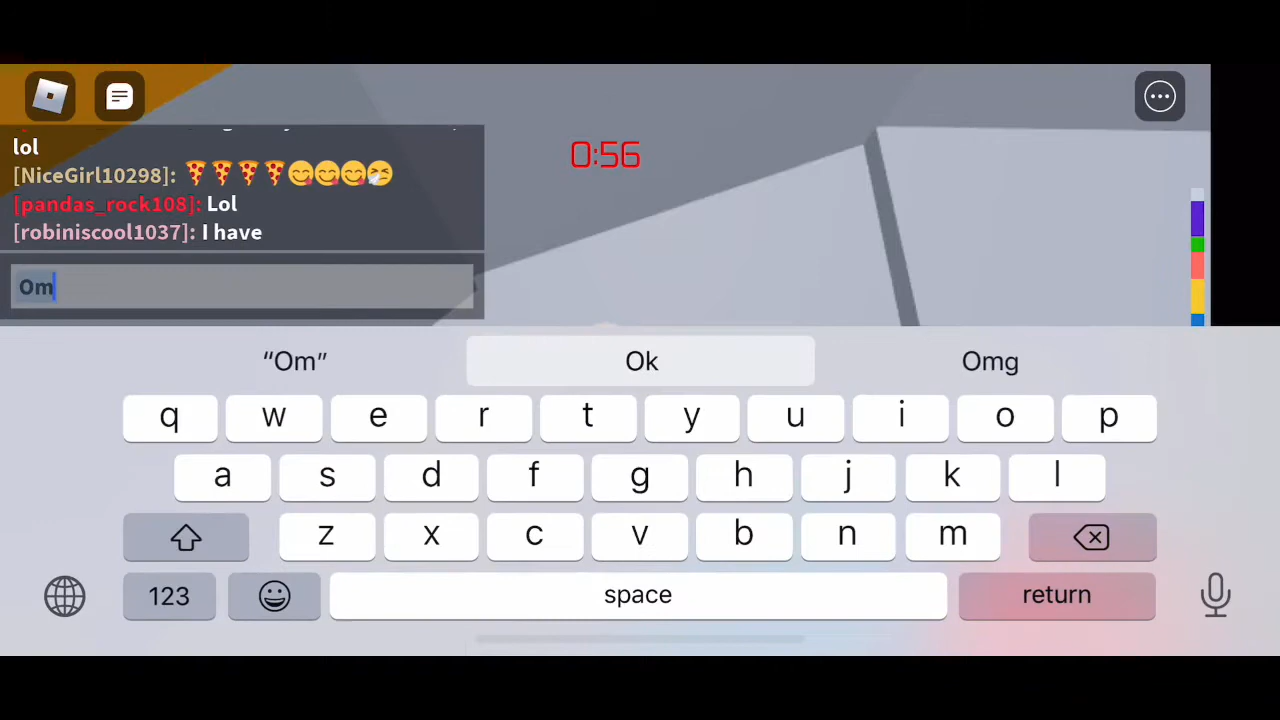 lol
0:56
[NiceGirl10298]: 🍕🍕🍕🍕😋😋😋🤧
[pandas_rock108]: Lol
[robiniscool1037]: I have
Om
“Om” Ok Omg
q w e r t y u i o p
a s d f g h j k l
z x c v b n m
123 space return